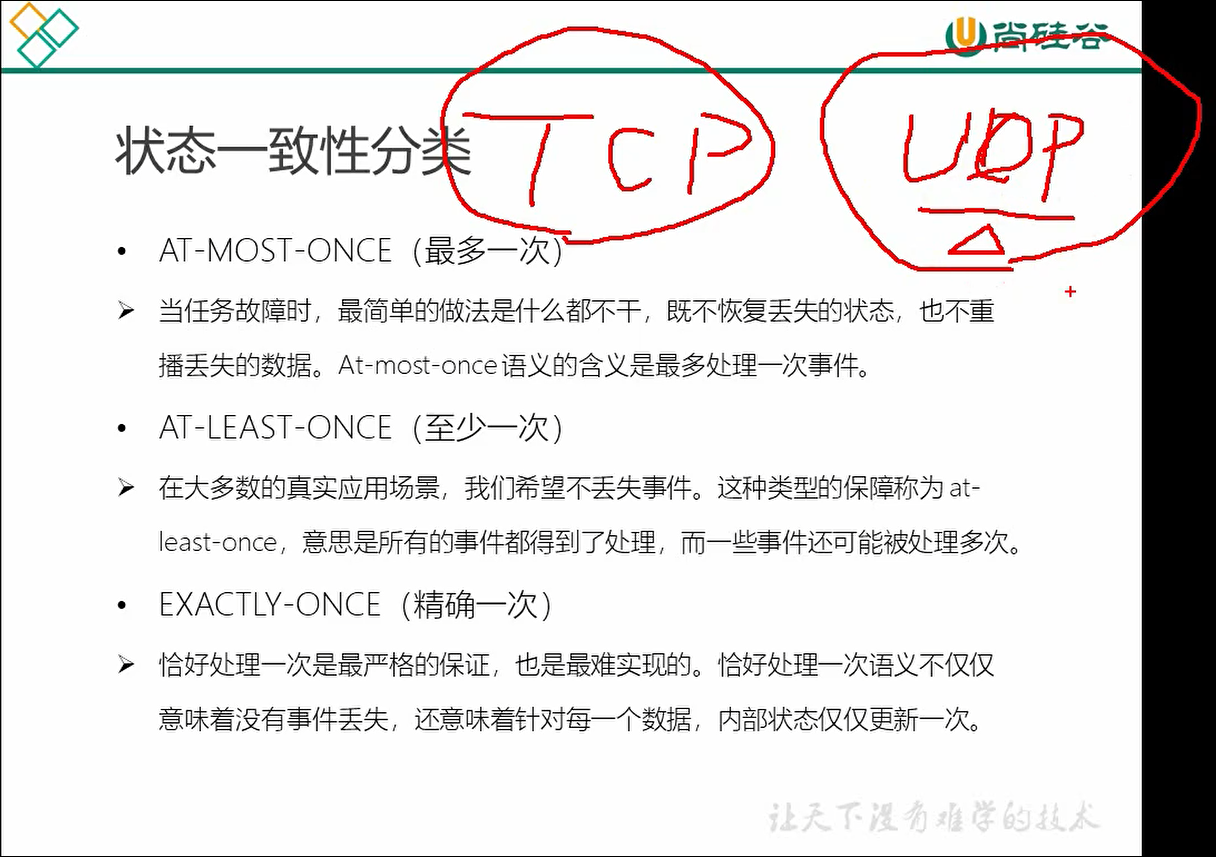 尚硅谷
TCP UDP
状态一致性分类
• AT-MOST-ONCE（最多一次）
➢ 当任务故障时，最简单的做法是什么都不干，既不恢复丢失的状态，也不重
播丢失的数据。At-most-once语义的含义是最多处理一次事件。
• AT-LEAST-ONCE（至少一次）
➢ 在大多数的真实应用场景，我们希望不丢失事件。这种类型的保障称为 at-
least-once，意思是所有的事件都得到了处理，而一些事件还可能被处理多次。
• EXACTLY-ONCE（精确一次）
➢ 恰好处理一次是最严格的保证，也是最难实现的。恰好处理一次语义不仅仅
意味着没有事件丢失，还意味着针对每一个数据，内部状态仅仅更新一次。
让天下没有难学的技术